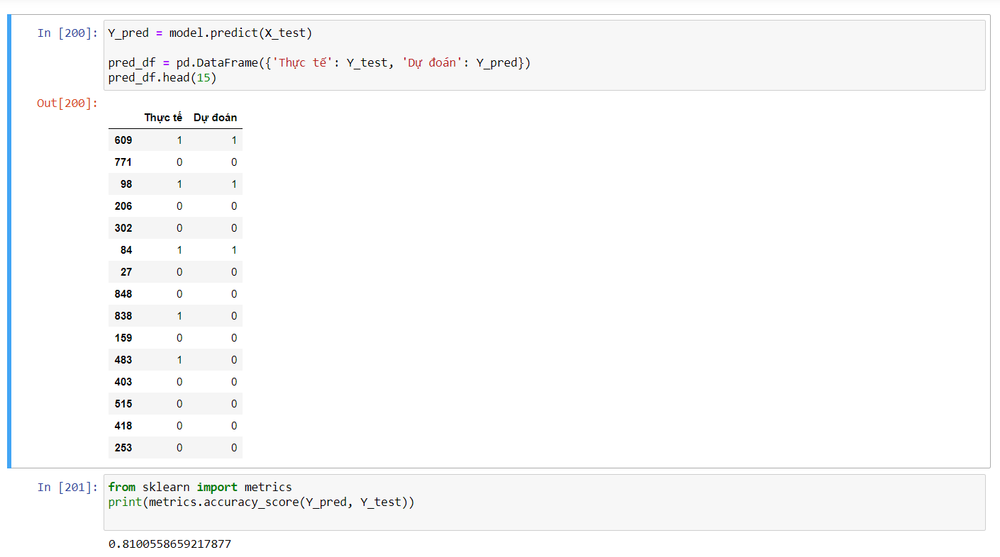 In [200]: Y_pred = model.predict(X_test)
pred_df = pd.DataFrame({'Thực tế': Y_test, 'Dự đoán': Y_pred})
pred_df.head(15)
Out[200]:
Thực tế Dự đoán
609 1 1
771 0 0
98 1 1
206 0 0
302 0 0
84 1 1
27 0 0
848 0 0
838 1 0
159 0 0
483 1 0
403 0 0
515 0 0
418 0 0
253 0 0
In [201]: from sklearn import metrics
print(metrics.accuracy_score(Y_pred, Y_test))
0.8100558659217877